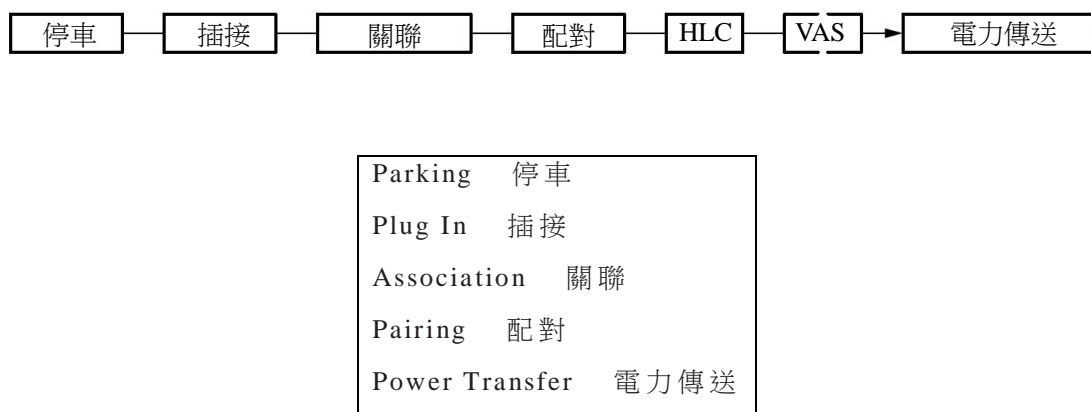 停車 插接 關聯 配對 HLC VAS 電力傳送
Parking 停車
Plug In 插接
Association 關聯
Pairing 配對
Power Transfer 電力傳送